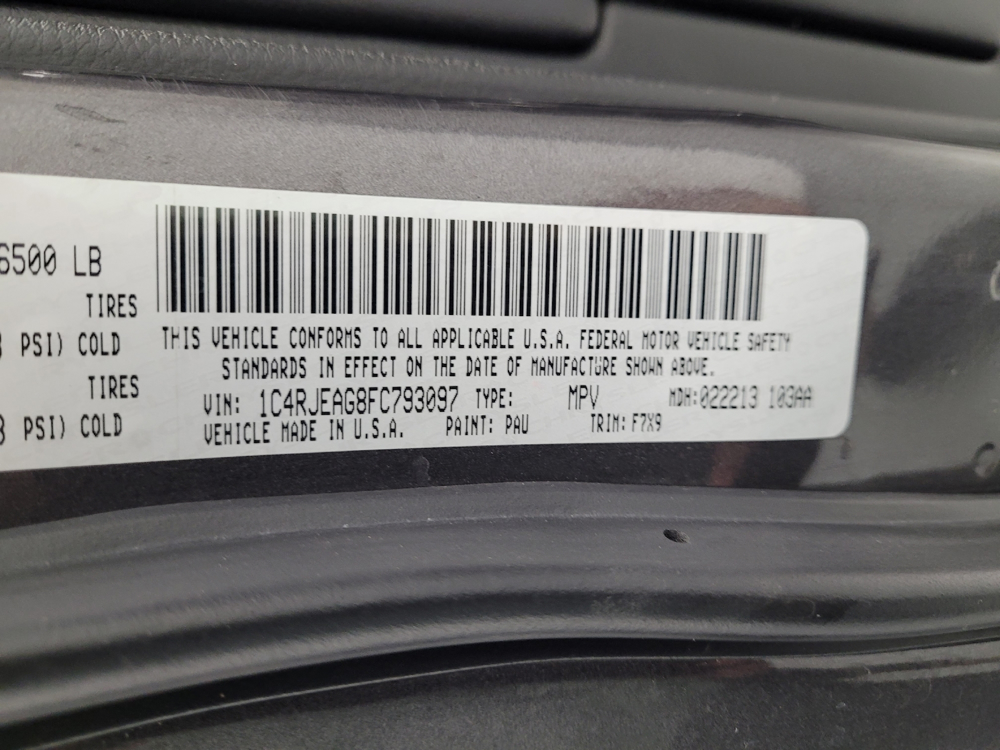 6500 LB
TIRES
PSI) COLD
TIRES
PSI) COLD
THIS VEHICLE CONFORMS TO ALL APPLICABLE U.S.A. FEDERAL MOTOR VEHICLE SAFETY
STANDARDS IN EFFECT ON THE DATE OF MANUFACTURE SHOWN ABOVE.
VIN: 1C4RJEAG8FC793097 TYPE: MPV MDH:022213 103AA
VEHICLE MADE IN U.S.A. PAINT: PAU TRIM: F7X9